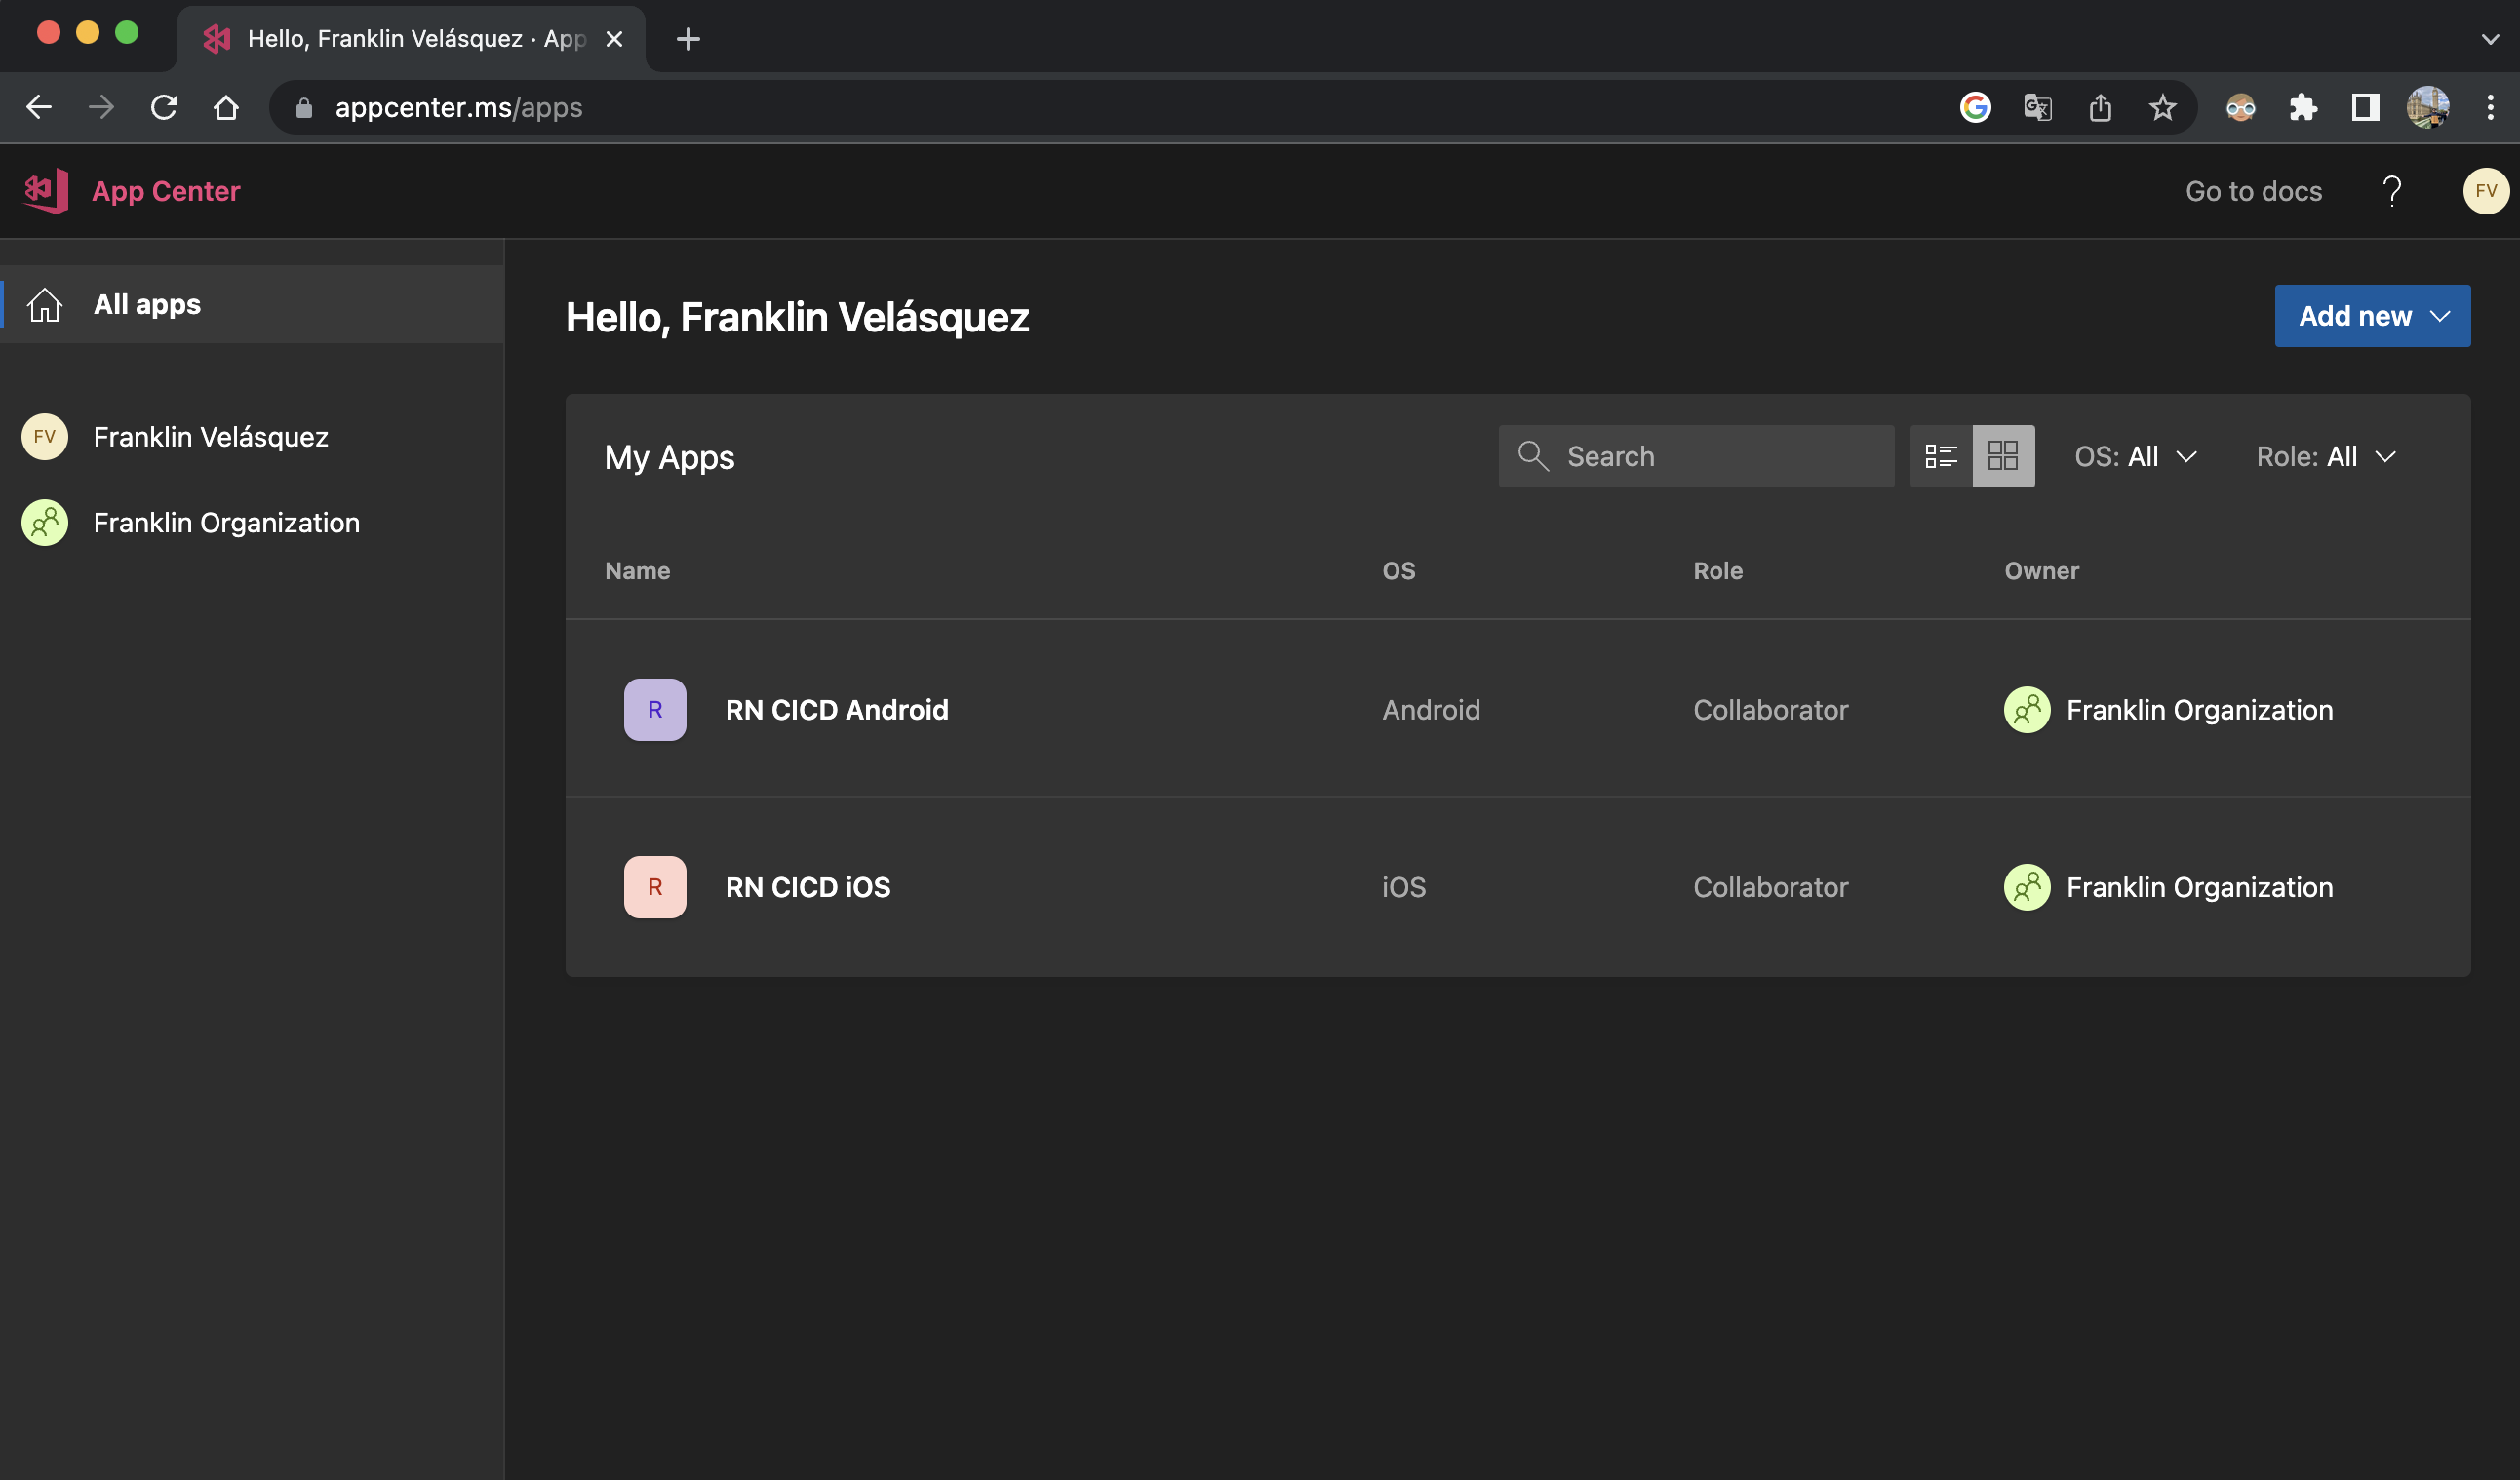 Hello, Franklin Velásquez · App
appcenter.ms/apps
App Center
Go to docs
?
FV
All apps
FV Franklin Velásquez
Franklin Organization
Hello, Franklin Velásquez
Add new
My Apps
Search
OS: All
Role: All
Name OS Role Owner
R RN CICD Android Android Collaborator Franklin Organization
R RN CICD iOS iOS Collaborator Franklin Organization